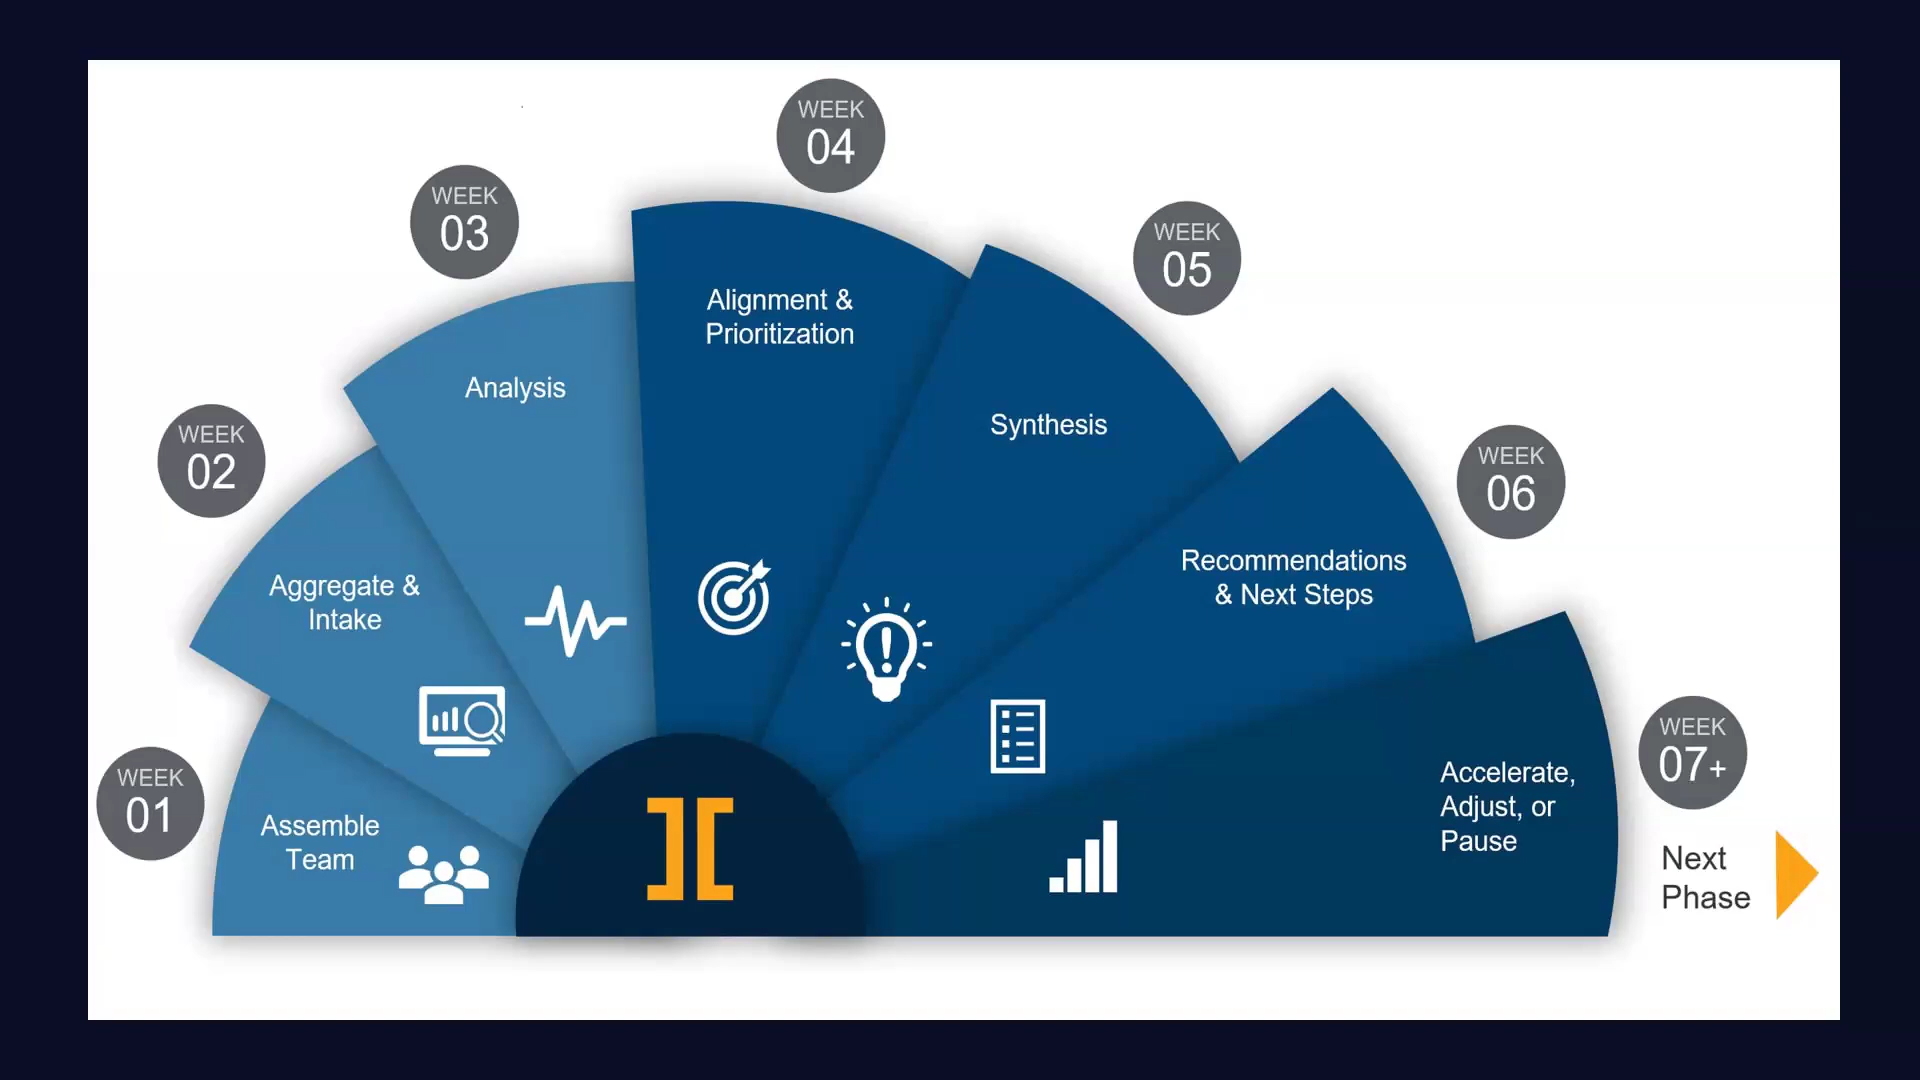 WEEK
01
Assemble
Team
WEEK
02
Aggregate &
Intake
WEEK
03
Analysis
WEEK
04
Alignment &
Prioritization
WEEK
05
Synthesis
WEEK
06
Recommendations
& Next Steps
WEEK
07+
Accelerate,
Adjust, or
Pause
Next
Phase